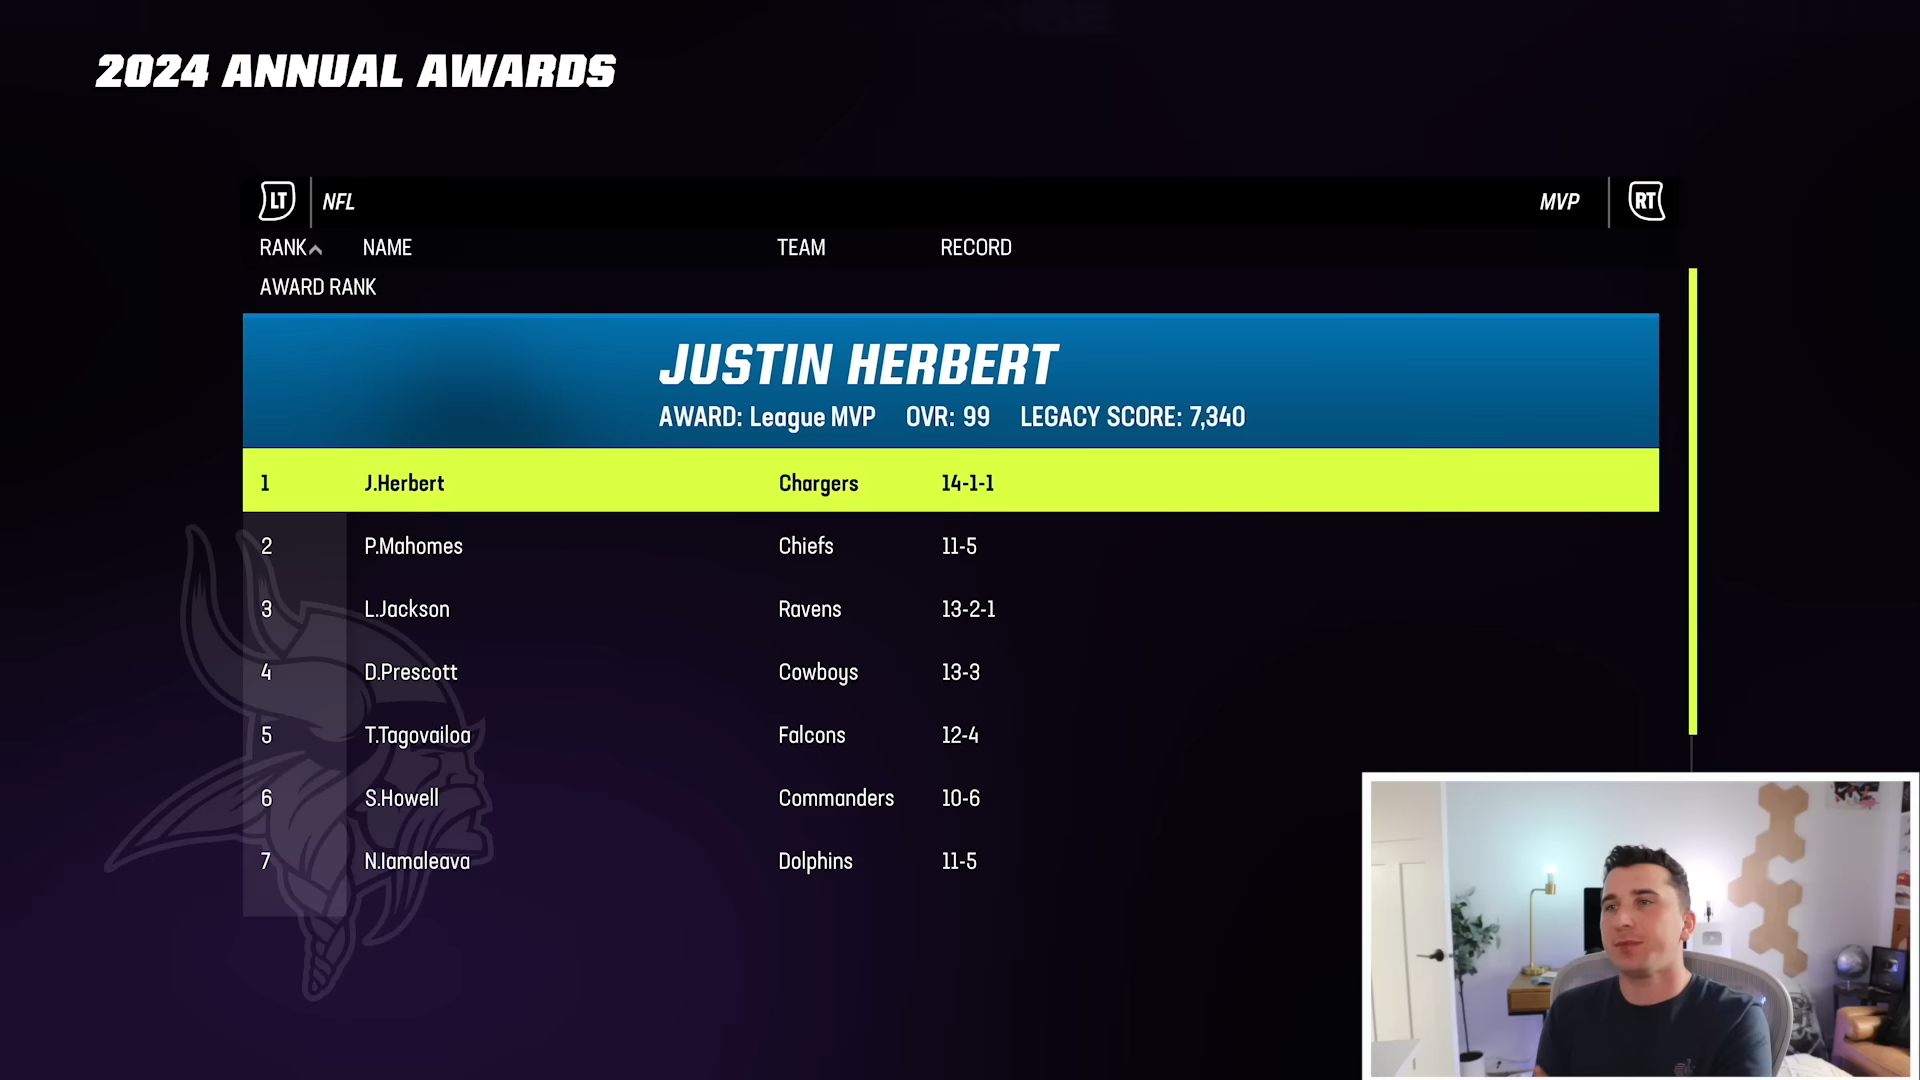 2024 ANNUAL AWARDS
LT NFL MVP RT
RANK NAME TEAM RECORD
AWARD RANK
JUSTIN HERBERT
AWARD: League MVP OVR: 99 LEGACY SCORE: 7,340
1 J.Herbert Chargers 14-1-1
2 P.Mahomes Chiefs 11-5
3 L.Jackson Ravens 13-2-1
4 D.Prescott Cowboys 13-3
5 T.Tagovailoa Falcons 12-4
6 S.Howell Commanders 10-6
7 N.Iamaleava Dolphins 11-5